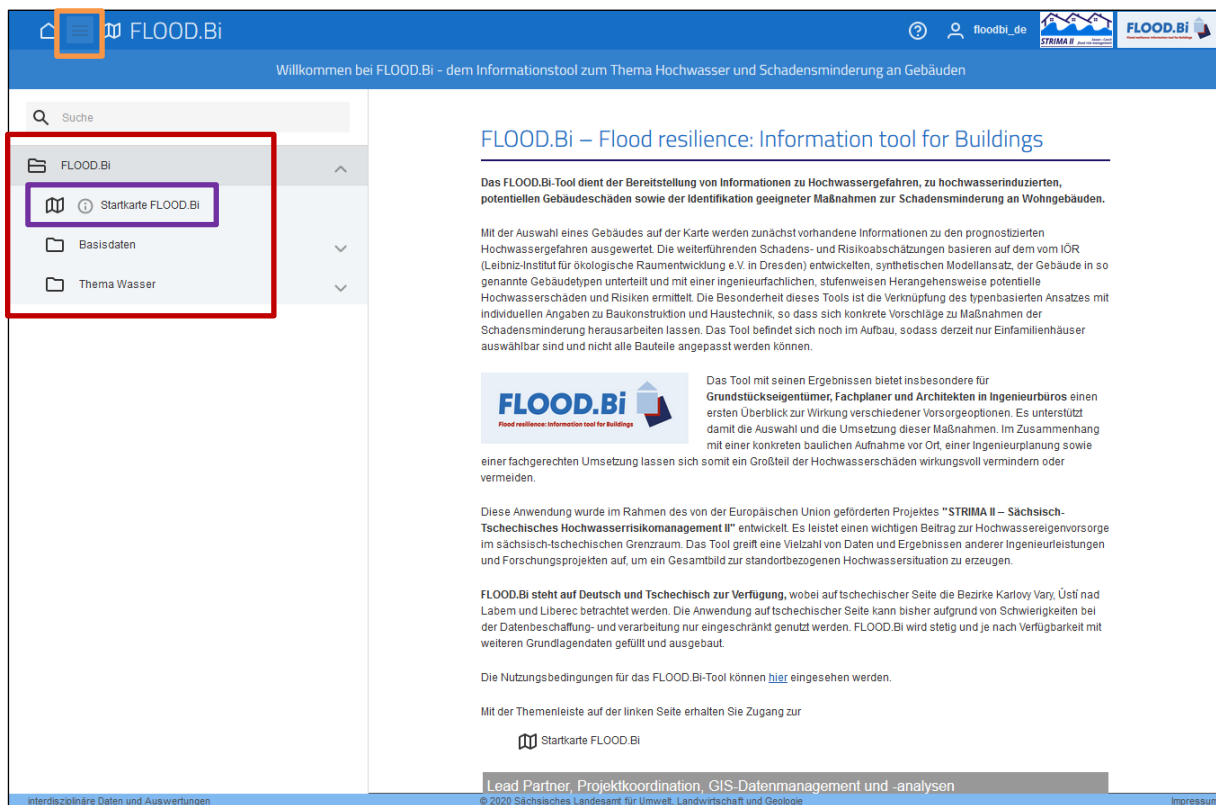 FLOOD.Bi
floodbi_de
STRIMA II
FLOOD.Bi
Flood resilience: Information tool for Buildings
Willkommen bei FLOOD.Bi - dem Informationstool zum Thema Hochwasser und Schadensminderung an Gebäuden
Suche
FLOOD.Bi
Startkarte FLOOD.Bi
Basisdaten
Thema Wasser
FLOOD.Bi – Flood resilience: Information tool for Buildings
Das FLOOD.Bi-Tool dient der Bereitstellung von Informationen zu Hochwassergefahren, zu hochwasserinduzierten,
potentiellen Gebäudeschäden sowie der Identifikation geeigneter Maßnahmen zur Schadensminderung an Wohngebäuden.
Mit der Auswahl eines Gebäudes auf der Karte werden zunächst vorhandene Informationen zu den prognostizierten
Hochwassergefahren ausgewertet. Die weiterführenden Schadens- und Risikoabschätzungen basieren auf dem vom IÖR
(Leibniz-Institut für ökologische Raumentwicklung e.V. in Dresden) entwickelten, synthetischen Modellansatz, der Gebäude in so
genannte Gebäudetypen unterteilt und mit einer ingenieurfachlichen, stufenweisen Herangehensweise potentielle
Hochwasserschäden und Risiken ermittelt. Die Besonderheit dieses Tools ist die Verknüpfung des typenbasierten Ansatzes mit
individuellen Angaben zu Baukonstruktion und Haustechnik, so dass sich konkrete Vorschläge zu Maßnahmen der
Schadensminderung herausarbeiten lassen. Das Tool befindet sich noch im Aufbau, sodass derzeit nur Einfamilienhäuser
auswählbar sind und nicht alle Bauteile angepasst werden können.
FLOOD.Bi
Flood resilience: Information tool for Buildings
Das Tool mit seinen Ergebnissen bietet insbesondere für
Grundstückseigentümer, Fachplaner und Architekten in Ingenieurbüros einen
ersten Überblick zur Wirkung verschiedener Vorsorgeoptionen. Es unterstützt
damit die Auswahl und die Umsetzung dieser Maßnahmen. Im Zusammenhang
mit einer konkreten baulichen Aufnahme vor Ort, einer Ingenieurplanung sowie
einer fachgerechten Umsetzung lassen sich somit ein Großteil der Hochwasserschäden wirkungsvoll vermindern oder
vermeiden.
Diese Anwendung wurde im Rahmen des von der Europäischen Union geförderten Projektes "STRIMA II – Sächsisch-
Tschechisches Hochwasserrisikomanagement II" entwickelt. Es leistet einen wichtigen Beitrag zur Hochwassereigenvorsorge
im sächsisch-tschechischen Grenzraum. Das Tool greift eine Vielzahl von Daten und Ergebnissen anderer Ingenieurleistungen
und Forschungsprojekten auf, um ein Gesamtbild zur standortbezogenen Hochwassersituation zu erzeugen.
FLOOD.Bi steht auf Deutsch und Tschechisch zur Verfügung, wobei auf tschechischer Seite die Bezirke Karlovy Vary, Ústí nad
Labem und Liberec betrachtet werden. Die Anwendung auf tschechischer Seite kann bisher aufgrund von Schwierigkeiten bei
der Datenbeschaffung- und verarbeitung nur eingeschränkt genutzt werden. FLOOD.Bi wird stetig und je nach Verfügbarkeit mit
weiteren Grundlagendaten gefüllt und ausgebaut.
Die Nutzungsbedingungen für das FLOOD.Bi-Tool können hier eingesehen werden.
Mit der Themenleiste auf der linken Seite erhalten Sie Zugang zur
Startkarte FLOOD.Bi
Lead Partner, Projektkoordination, GIS-Datenmanagement und -analysen
interdisziplinäre Daten und Auswertungen
© 2020 Sächsisches Landesamt für Umwelt, Landwirtschaft und Geologie
Impressum